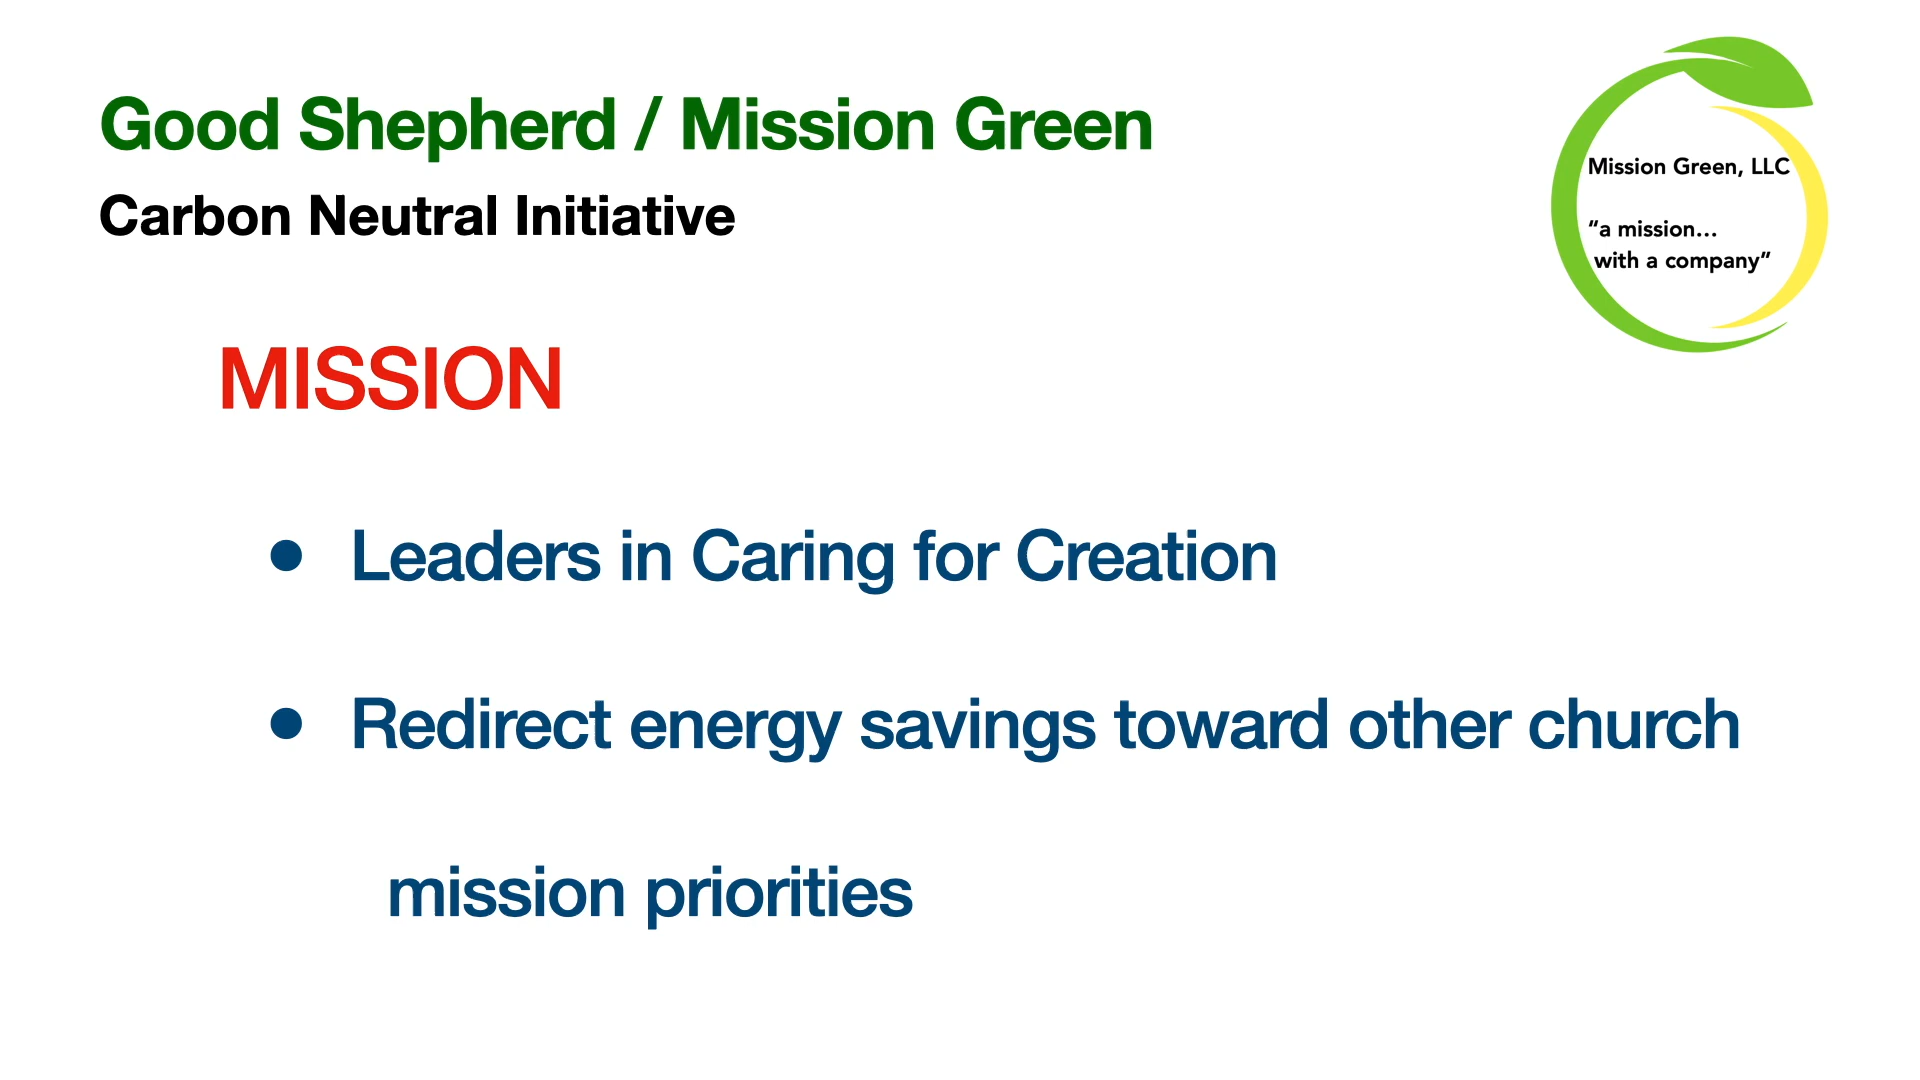 Good Shepherd / Mission Green
Carbon Neutral Initiative
Mission Green, LLC
“a mission…
with a company”
MISSION
• Leaders in Caring for Creation
• Redirect energy savings toward other church
mission priorities